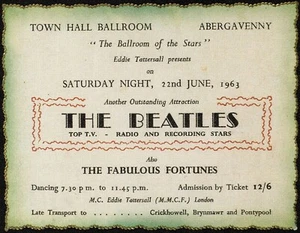 TOWN HALL BALLROOM ABERGAVENNY
"The Ballroom of the Stars"
Eddie Tattersall presents
on
SATURDAY NIGHT, 22nd JUNE, 1963
Another Outstanding Attraction
THE BEATLES
TOP T.V. - RADIO AND RECORDING STARS
Also
THE FABULOUS FORTUNES
Dancing 7.30 p.m. to 11.45 p.m. Admission by Ticket 12/6
M.C. Eddie Tattersall (M.M.C.F.) London
Late Transport to ........ Crickhowell, Brynmawr and Pontypool